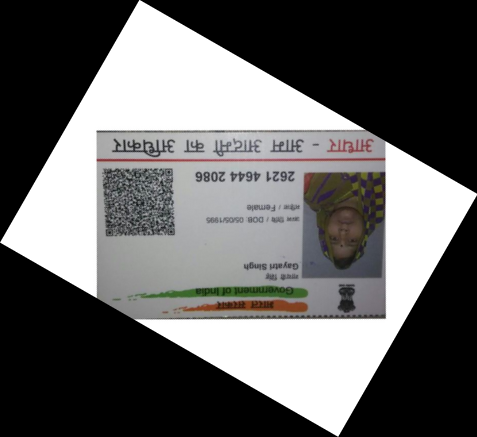 भारत सरकार
Government of India
गायत्री सिंह
Gayatri Singh
जन्म तिथि / DOB: 05/05/1995
महिला / Female
2621 4644 2086
आधार - आम आदमी का अधिकार